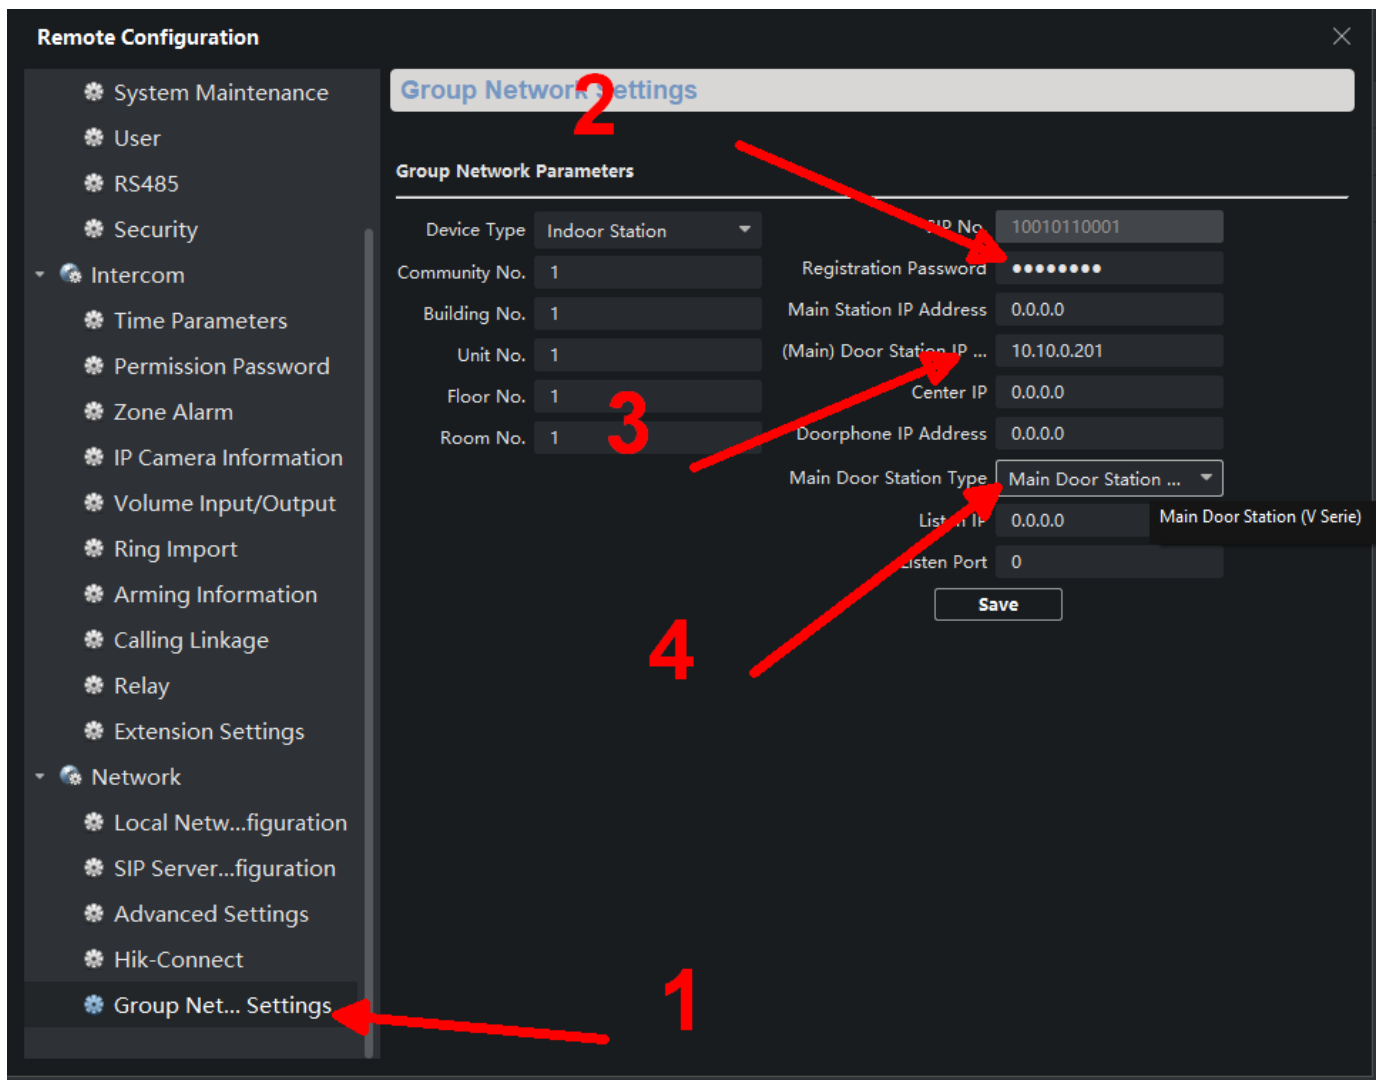 Remote Configuration
System Maintenance
User
RS485
Security
Intercom
Time Parameters
Permission Password
Zone Alarm
IP Camera Information
Volume Input/Output
Ring Import
Arming Information
Calling Linkage
Relay
Extension Settings
Network
Local Netw...figuration
SIP Server...figuration
Advanced Settings
Hik-Connect
Group Net... Settings
1
Group Network Settings
2
Group Network Parameters
Device Type Indoor Station
Community No. 1
Building No. 1
Unit No. 1
Floor No. 1
Room No. 1
3
SIP No. 10010110001
Registration Password ••••••••
Main Station IP Address 0.0.0.0
(Main) Door Station IP ... 10.10.0.201
Center IP 0.0.0.0
Doorphone IP Address 0.0.0.0
Main Door Station Type Main Door Station ...
Listen IP 0.0.0.0
Main Door Station (V Serie)
Listen Port 0
Save
4